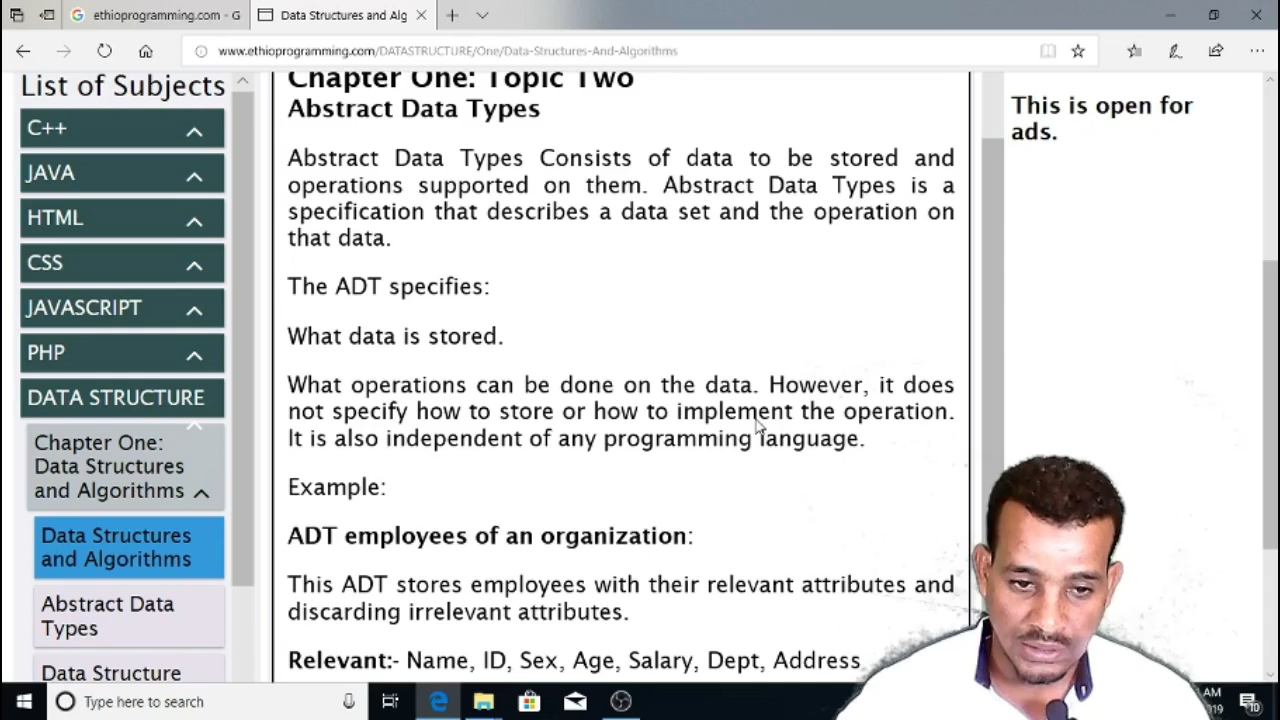 ethioprogramming.com - G
Data Structures and Alg
www.ethioprogramming.com/DATASTRUCTURE/One/Data-Structures-And-Algorithms
List of Subjects
C++
JAVA
HTML
CSS
JAVASCRIPT
PHP
DATA STRUCTURE
Chapter One:
Data Structures
and Algorithms
Data Structures
and Algorithms
Abstract Data
Types
Data Structure
Chapter One: Topic Two
Abstract Data Types
Abstract Data Types Consists of data to be stored and
operations supported on them. Abstract Data Types is a
specification that describes a data set and the operation on
that data.
The ADT specifies:
What data is stored.
What operations can be done on the data. However, it does
not specify how to store or how to implement the operation.
It is also independent of any programming language.
Example:
ADT employees of an organization:
This ADT stores employees with their relevant attributes and
discarding irrelevant attributes.
Relevant:- Name, ID, Sex, Age, Salary, Dept, Address
This is open for
ads.
Type here to search
AM
10